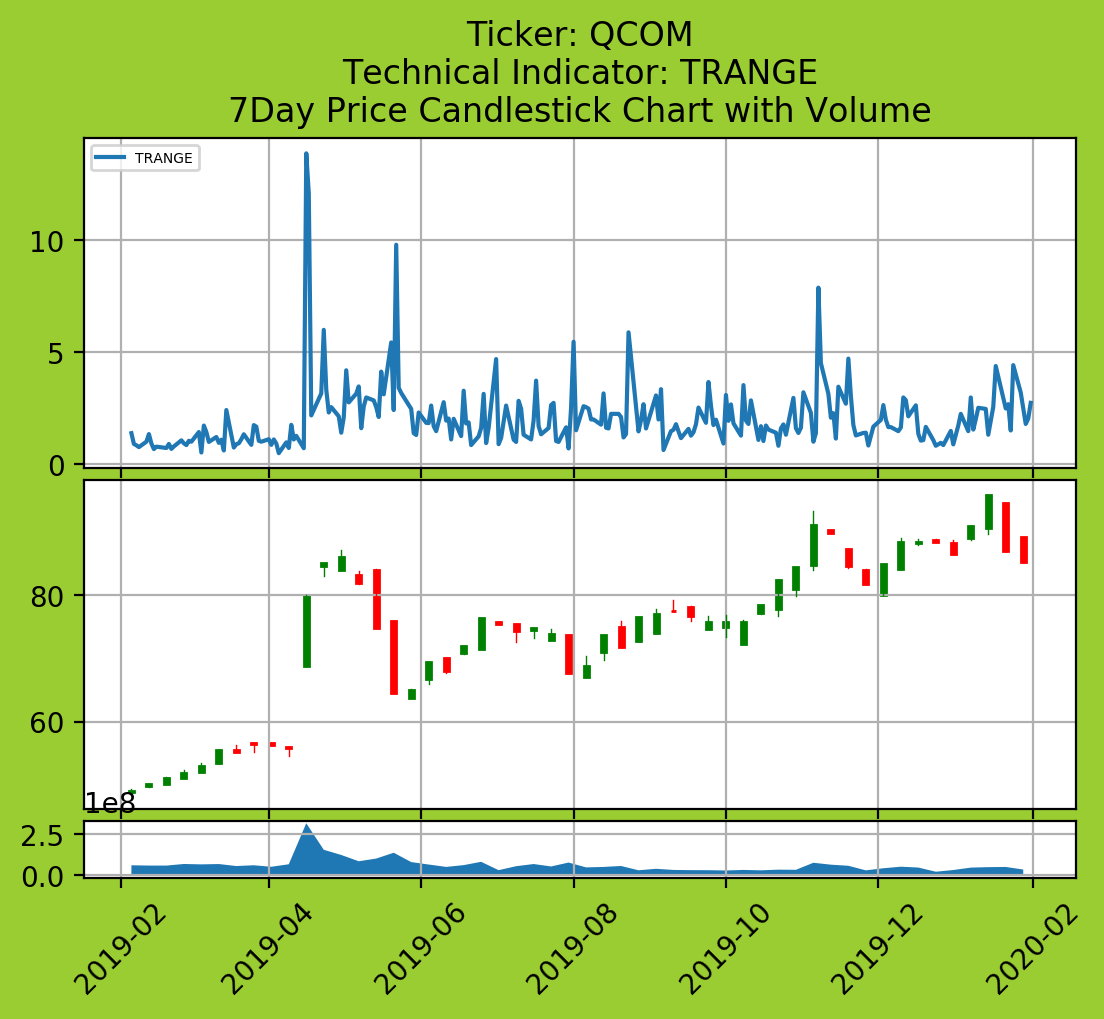 Ticker: QCOM
Technical Indicator: TRANGE
7Day Price Candlestick Chart with Volume
TRANGE
10
5
0
80
60
1e8
2.5
0.0
2019-02
2019-04
2019-06
2019-08
2019-10
2019-12
2020-02